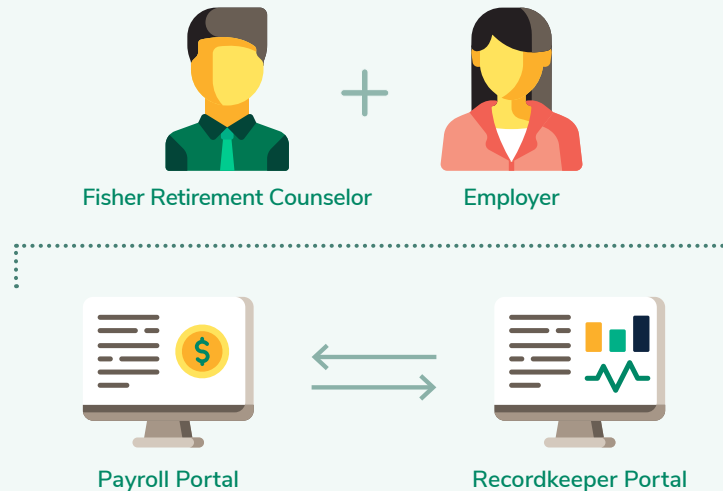 Fisher Retirement Counselor
Employer
$
Payroll Portal
Recordkeeper Portal